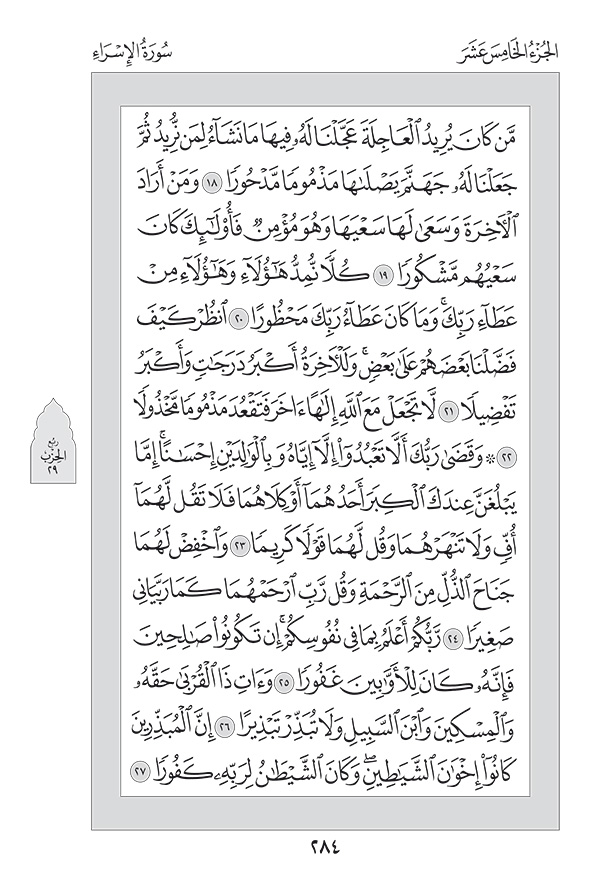 الجُزْءُ الخَامِسَ عَشَرَ
سُورَةُ الإِسْرَاءِ
مَّن كَانَ يُرِيدُ ٱلۡعَاجِلَةَ عَجَّلۡنَا لَهُۥ فِيهَا مَا نَشَآءُ لِمَن نُّرِيدُ ثُمَّ
جَعَلۡنَا لَهُۥ جَهَنَّمَ يَصۡلَىٰهَا مَذۡمُومٗا مَّدۡحُورٗا ١٨ وَمَنۡ أَرَادَ
ٱلۡأٓخِرَةَ وَسَعَىٰ لَهَا سَعۡيَهَا وَهُوَ مُؤۡمِنٞ فَأُوْلَٰٓئِكَ كَانَ
سَعۡيُهُم مَّشۡكُورٗا ١٩ كُلّٗا نُّمِدُّ هَٰٓؤُلَآءِ وَهَٰٓؤُلَآءِ مِنۡ
عَطَآءِ رَبِّكَۚ وَمَا كَانَ عَطَآءُ رَبِّكَ مَحۡظُورًا ٢٠ ٱنظُرۡ كَيۡفَ
فَضَّلۡنَا بَعۡضَهُمۡ عَلَىٰ بَعۡضٖۚ وَلَلۡأٓخِرَةُ أَكۡبَرُ دَرَجَٰتٖ وَأَكۡبَرُ
تَفۡضِيلٗا ٢١ لَّا تَجۡعَلۡ مَعَ ٱللَّهِ إِلَٰهًا ءَاخَرَ فَتَقۡعُدَ مَذۡمُومٗا مَّخۡذُولٗا
٢٢ ۞ وَقَضَىٰ رَبُّكَ أَلَّا تَعۡبُدُوٓاْ إِلَّآ إِيَّاهُ وَبِٱلۡوَٰلِدَيۡنِ إِحۡسَٰنًاۚ إِمَّا
يَبۡلُغَنَّ عِندَكَ ٱلۡكِبَرَ أَحَدُهُمَآ أَوۡ كِلَاهُمَا فَلَا تَقُل لَّهُمَآ
أُفّٖ وَلَا تَنۡهَرۡهُمَا وَقُل لَّهُمَا قَوۡلٗا كَرِيمٗا ٢٣ وَٱخۡفِضۡ لَهُمَا
جَنَاحَ ٱلذُّلِّ مِنَ ٱلرَّحۡمَةِ وَقُل رَّبِّ ٱرۡحَمۡهُمَا كَمَا رَبَّيَانِي
صَغِيرٗا ٢٤ رَّبُّكُمۡ أَعۡلَمُ بِمَا فِي نُفُوسِكُمۡۚ إِن تَكُونُواْ صَٰلِحِينَ
فَإِنَّهُۥ كَانَ لِلۡأَوَّٰبِينَ غَفُورٗا ٢٥ وَءَاتِ ذَا ٱلۡقُرۡبَىٰ حَقَّهُۥ
وَٱلۡمِسۡكِينَ وَٱبۡنَ ٱلسَّبِيلِ وَلَا تُبَذِّرۡ تَبۡذِيرًا ٢٦ إِنَّ ٱلۡمُبَذِّرِينَ
كَانُوٓاْ إِخۡوَٰنَ ٱلشَّيَٰطِينِۖ وَكَانَ ٱلشَّيۡطَٰنُ لِرَبِّهِۦ كَفُورٗا ٢٧
رُبْع
الحِزْب
٢٩
٢٨٤